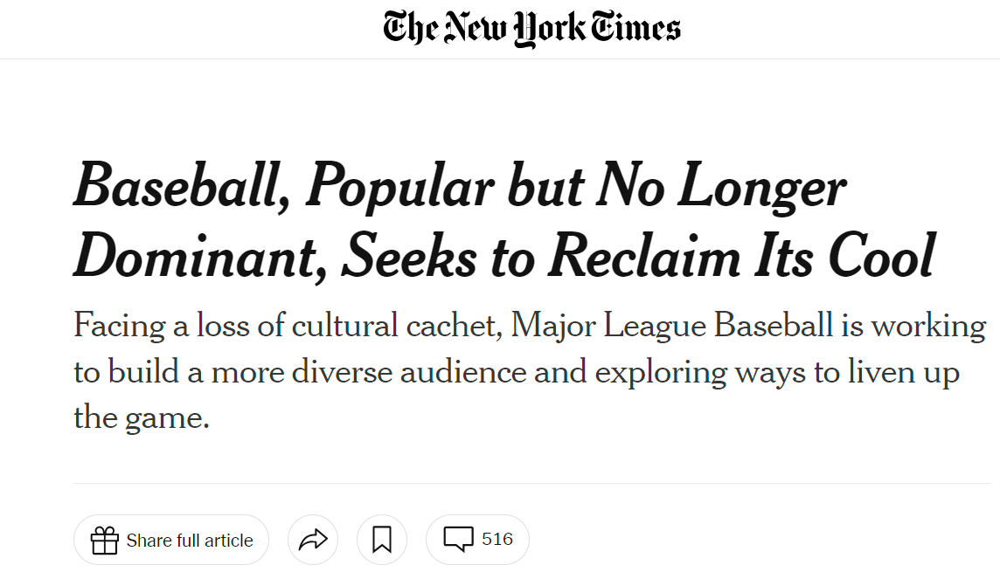 The New York Times
Baseball, Popular but No Longer
Dominant, Seeks to Reclaim Its Cool
Facing a loss of cultural cachet, Major League Baseball is working
to build a more diverse audience and exploring ways to liven up
the game.
Share full article
516